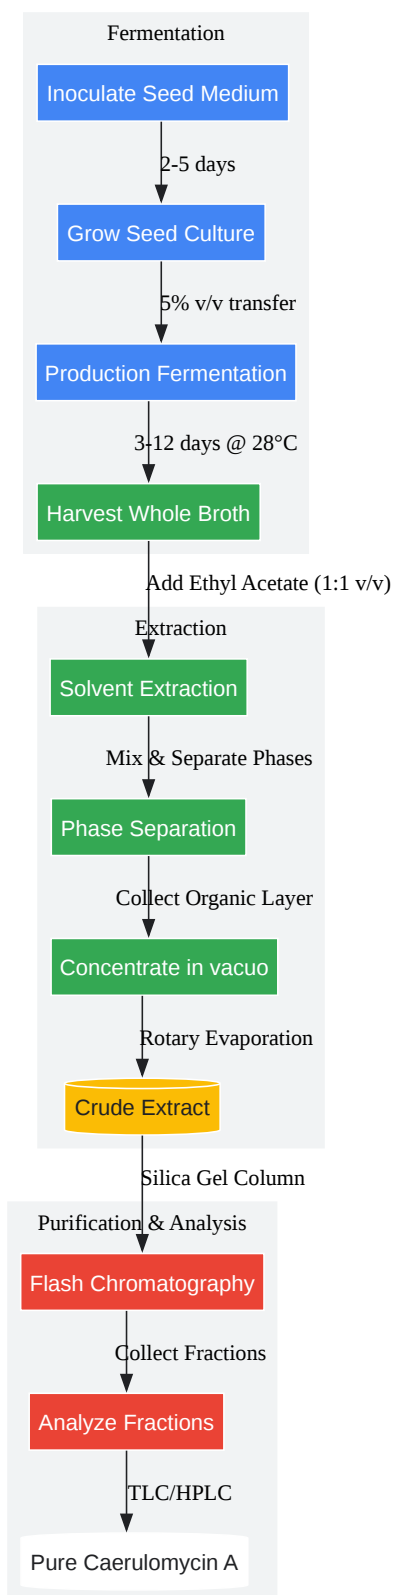 Fermentation
Inoculate Seed Medium
2-5 days
Grow Seed Culture
5% v/v transfer
Production Fermentation
3-12 days @ 28°C
Harvest Whole Broth
Add Ethyl Acetate (1:1 v/v)
Extraction
Solvent Extraction
Mix & Separate Phases
Phase Separation
Collect Organic Layer
Concentrate in vacuo
Rotary Evaporation
Crude Extract
Silica Gel Column
Purification & Analysis
Flash Chromatography
Collect Fractions
Analyze Fractions
TLC/HPLC
Pure Caerulomycin A